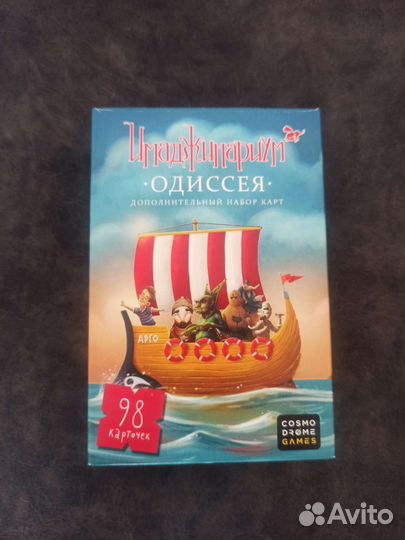 Имаджинариум
·ОДИССЕЯ·
ДОПОЛНИТЕЛЬНЫЙ НАБОР КАРТ
АРГО
98
карточек
COSMO
DROME
GAMES
Avito